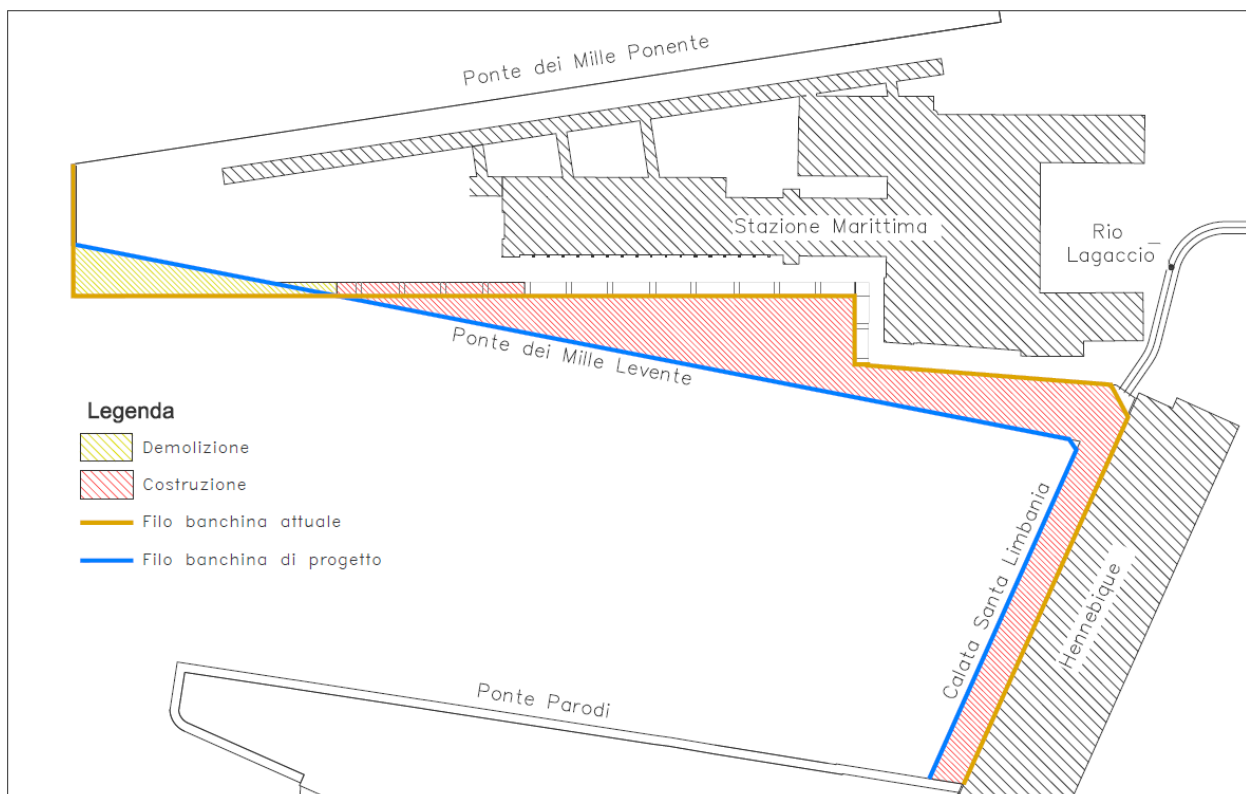 Ponte dei Mille Ponente
Stazione Marittima
Rio
Lagaccio
Ponte dei Mille Levente
Legenda
Demolizione
Costruzione
Filo banchina attuale
Filo banchina di progetto
Calata Santa Limbania
Hennebique
Ponte Parodi